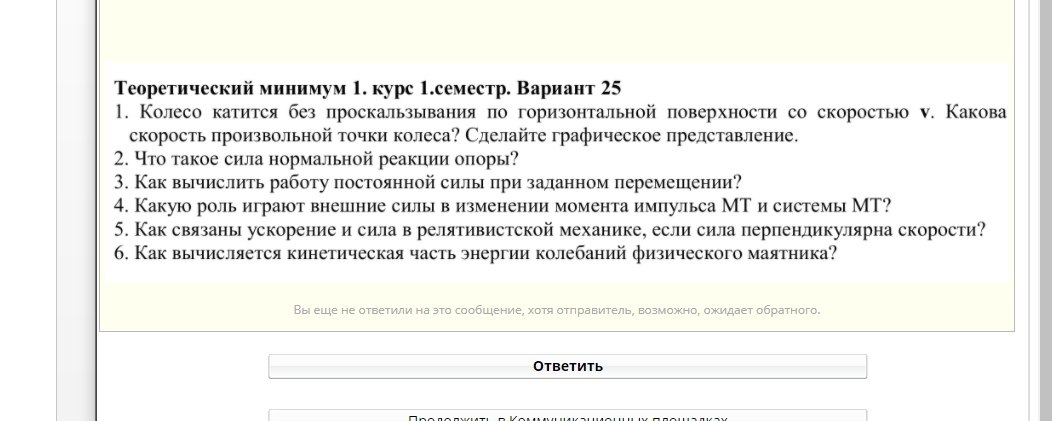 Теоретический минимум 1. курс 1.семестр. Вариант 25
1. Колесо катится без проскальзывания по горизонтальной поверхности со скоростью v. Какова
скорость произвольной точки колеса? Сделайте графическое представление.
2. Что такое сила нормальной реакции опоры?
3. Как вычислить работу постоянной силы при заданном перемещении?
4. Какую роль играют внешние силы в изменении момента импульса МТ и системы МТ?
5. Как связаны ускорение и сила в релятивистской механике, если сила перпендикулярна скорости?
6. Как вычисляется кинетическая часть энергии колебаний физического маятника?
Вы еще не ответили на это сообщение, хотя отправитель, возможно, ожидает обратного.
Ответить
Продолжить в Коммуникационных площадках